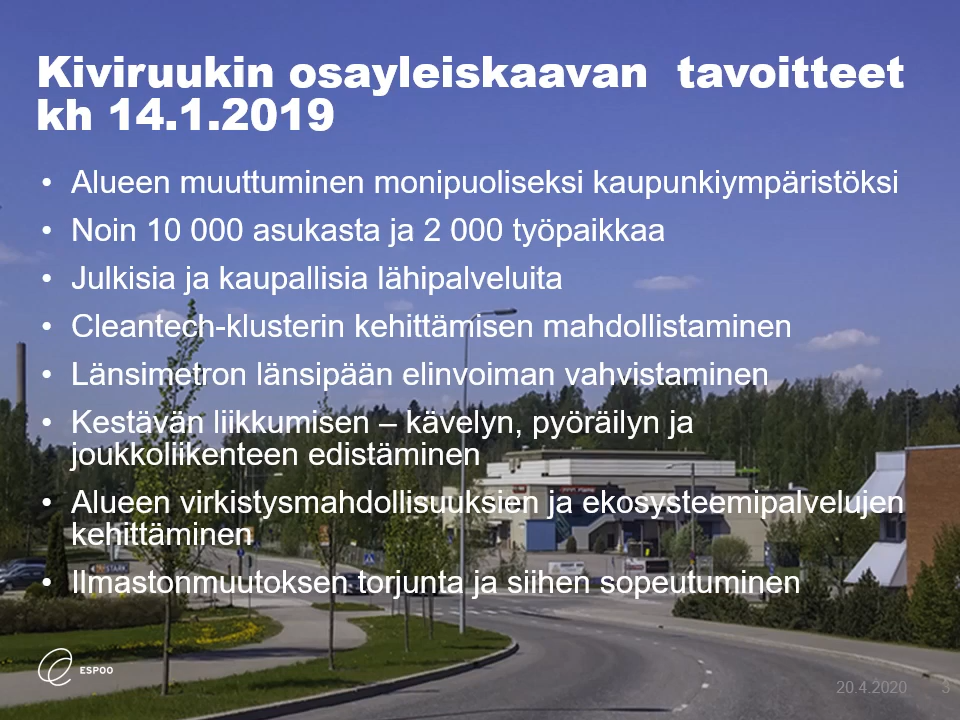 Kiviruukin osayleiskaavan tavoitteet
kh 14.1.2019
• Alueen muuttuminen monipuoliseksi kaupunkiympäristöksi
• Noin 10 000 asukasta ja 2 000 työpaikkaa
• Julkisia ja kaupallisia lähipalveluita
• Cleantech-klusterin kehittämisen mahdollistaminen
• Länsimetron länsipään elinvoiman vahvistaminen
• Kestävän liikkumisen – kävelyn, pyöräilyn ja
joukkoliikenteen edistäminen
• Alueen virkistysmahdollisuuksien ja ekosysteemipalvelujen
kehittäminen
• Ilmastonmuutoksen torjunta ja siihen sopeutuminen
ESPOO
20.4.2020 3